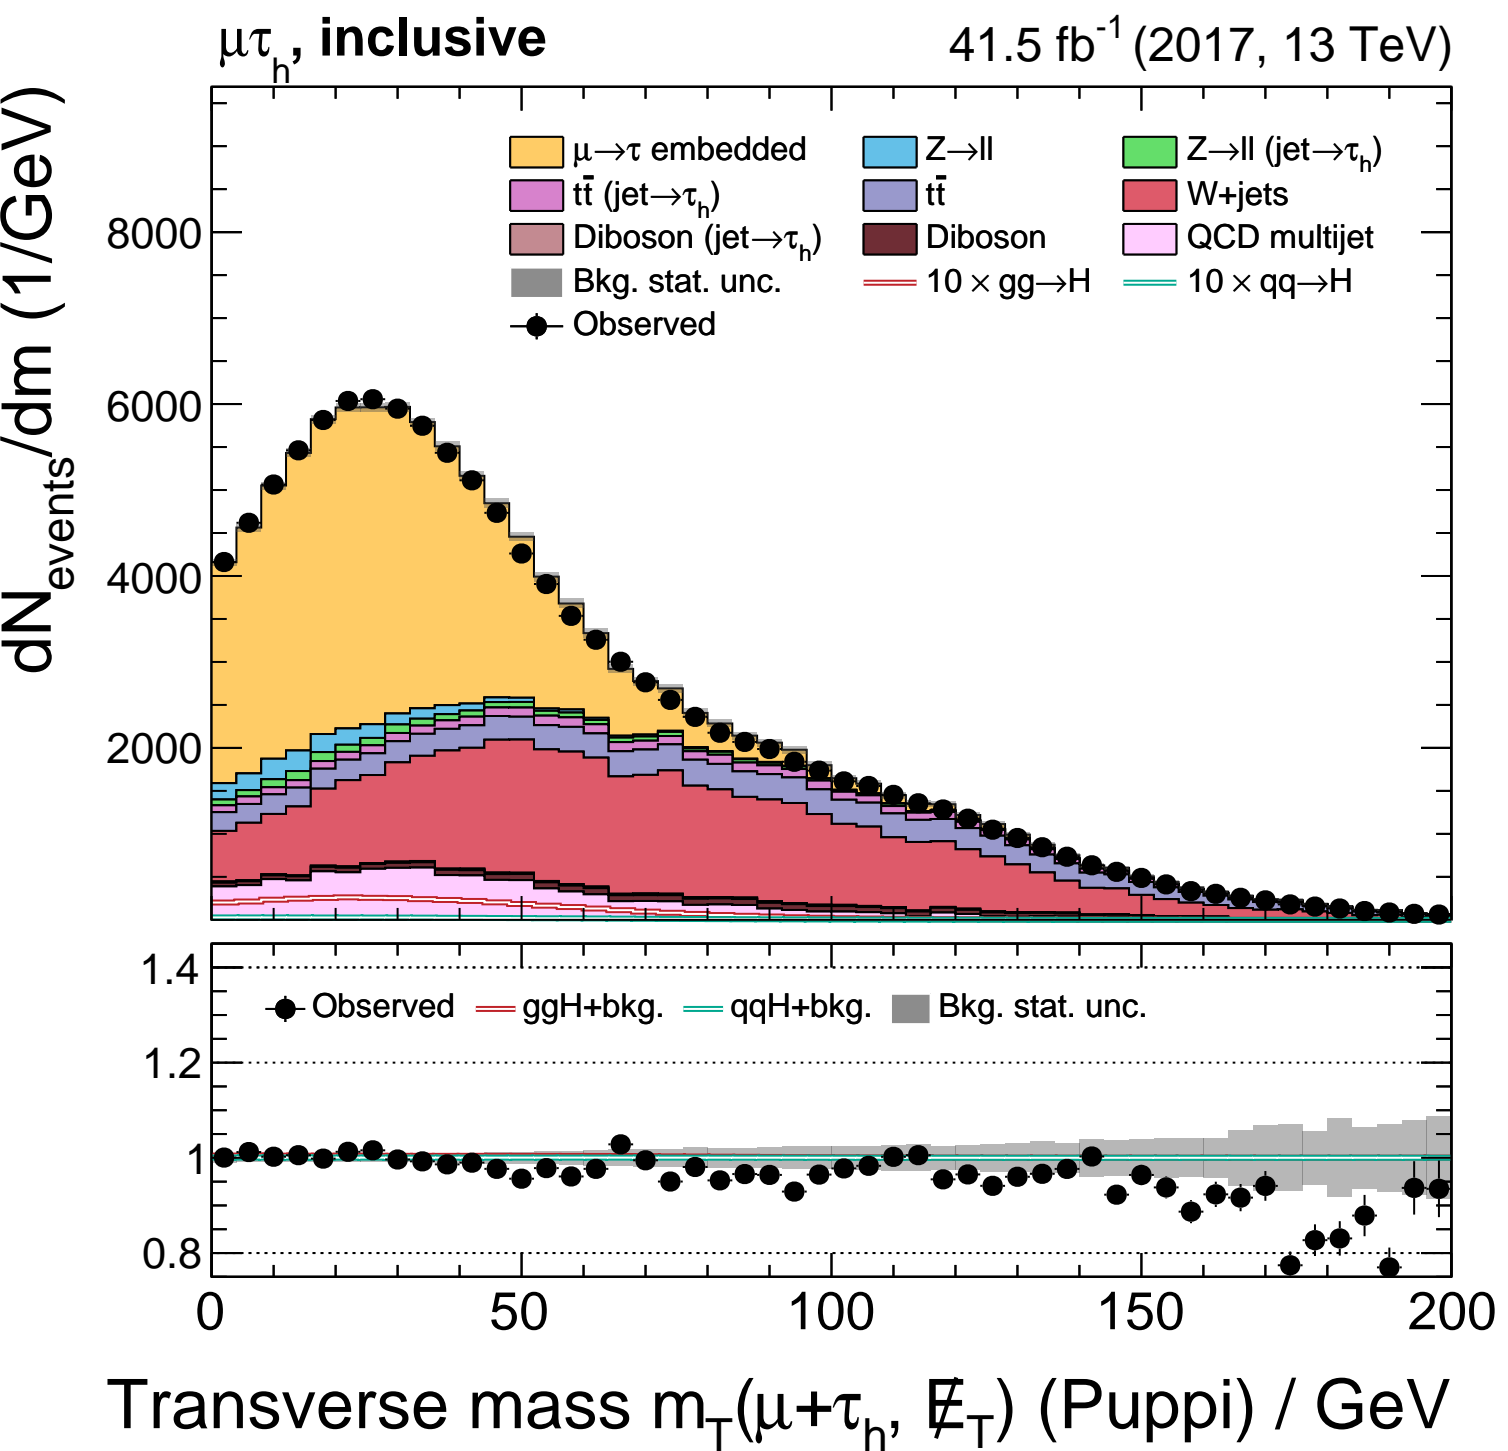 μτh, inclusive
41.5 fb-1 (2017, 13 TeV)
dNevents/dm (1/GeV)
μ→τ embedded
Z→ll
Z→ll (jet→τh)
tt̄ (jet→τh)
tt̄
W+jets
Diboson (jet→τh)
Diboson
QCD multijet
Bkg. stat. unc.
10 × gg→H
10 × qq→H
Observed
8000
6000
4000
2000
1.4
Observed
ggH+bkg.
qqH+bkg.
Bkg. stat. unc.
1.2
1
0.8
0
50
100
150
200
Transverse mass mT(μ+τh, E̸T) (Puppi) / GeV